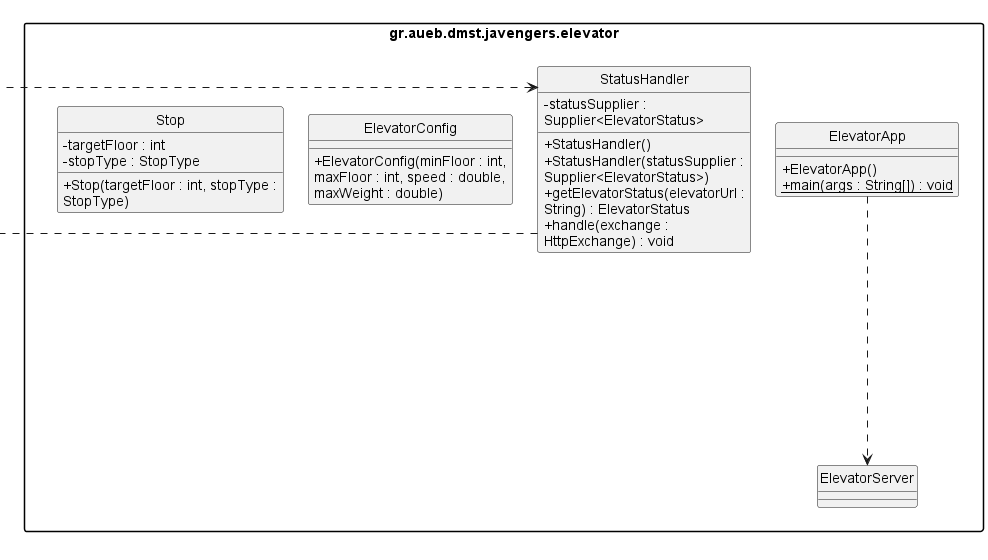 gr.aueb.dmst.javengers.elevator
Stop
-targetFloor : int
-stopType : StopType
+Stop(targetFloor : int, stopType :
StopType)
ElevatorConfig
+ElevatorConfig(minFloor : int,
maxFloor : int, speed : double,
maxWeight : double)
StatusHandler
-statusSupplier :
Supplier<ElevatorStatus>
+StatusHandler()
+StatusHandler(statusSupplier :
Supplier<ElevatorStatus>)
+getElevatorStatus(elevatorUrl :
String) : ElevatorStatus
+handle(exchange :
HttpExchange) : void
ElevatorApp
+ElevatorApp()
+main(args : String[]) : void
ElevatorServer